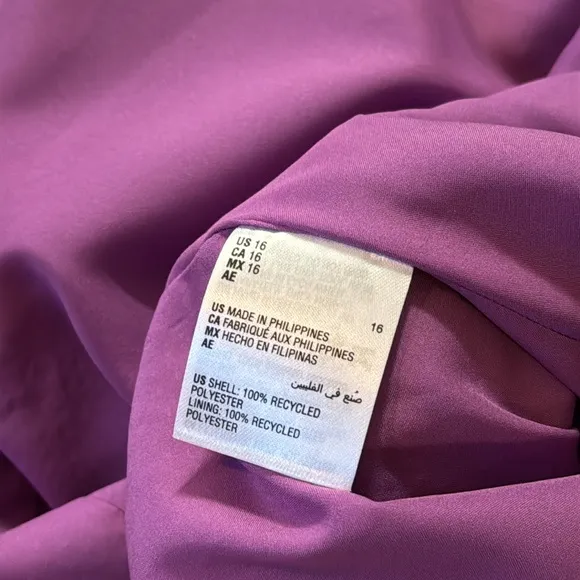 US 16
CA 16
MX 16
AE
16
US MADE IN PHILIPPINES
CA FABRIQUÉ AUX PHILIPPINES
MX HECHO EN FILIPINAS
AE
صُنع في الفلبين
US SHELL: 100% RECYCLED
POLYESTER
LINING: 100% RECYCLED
POLYESTER